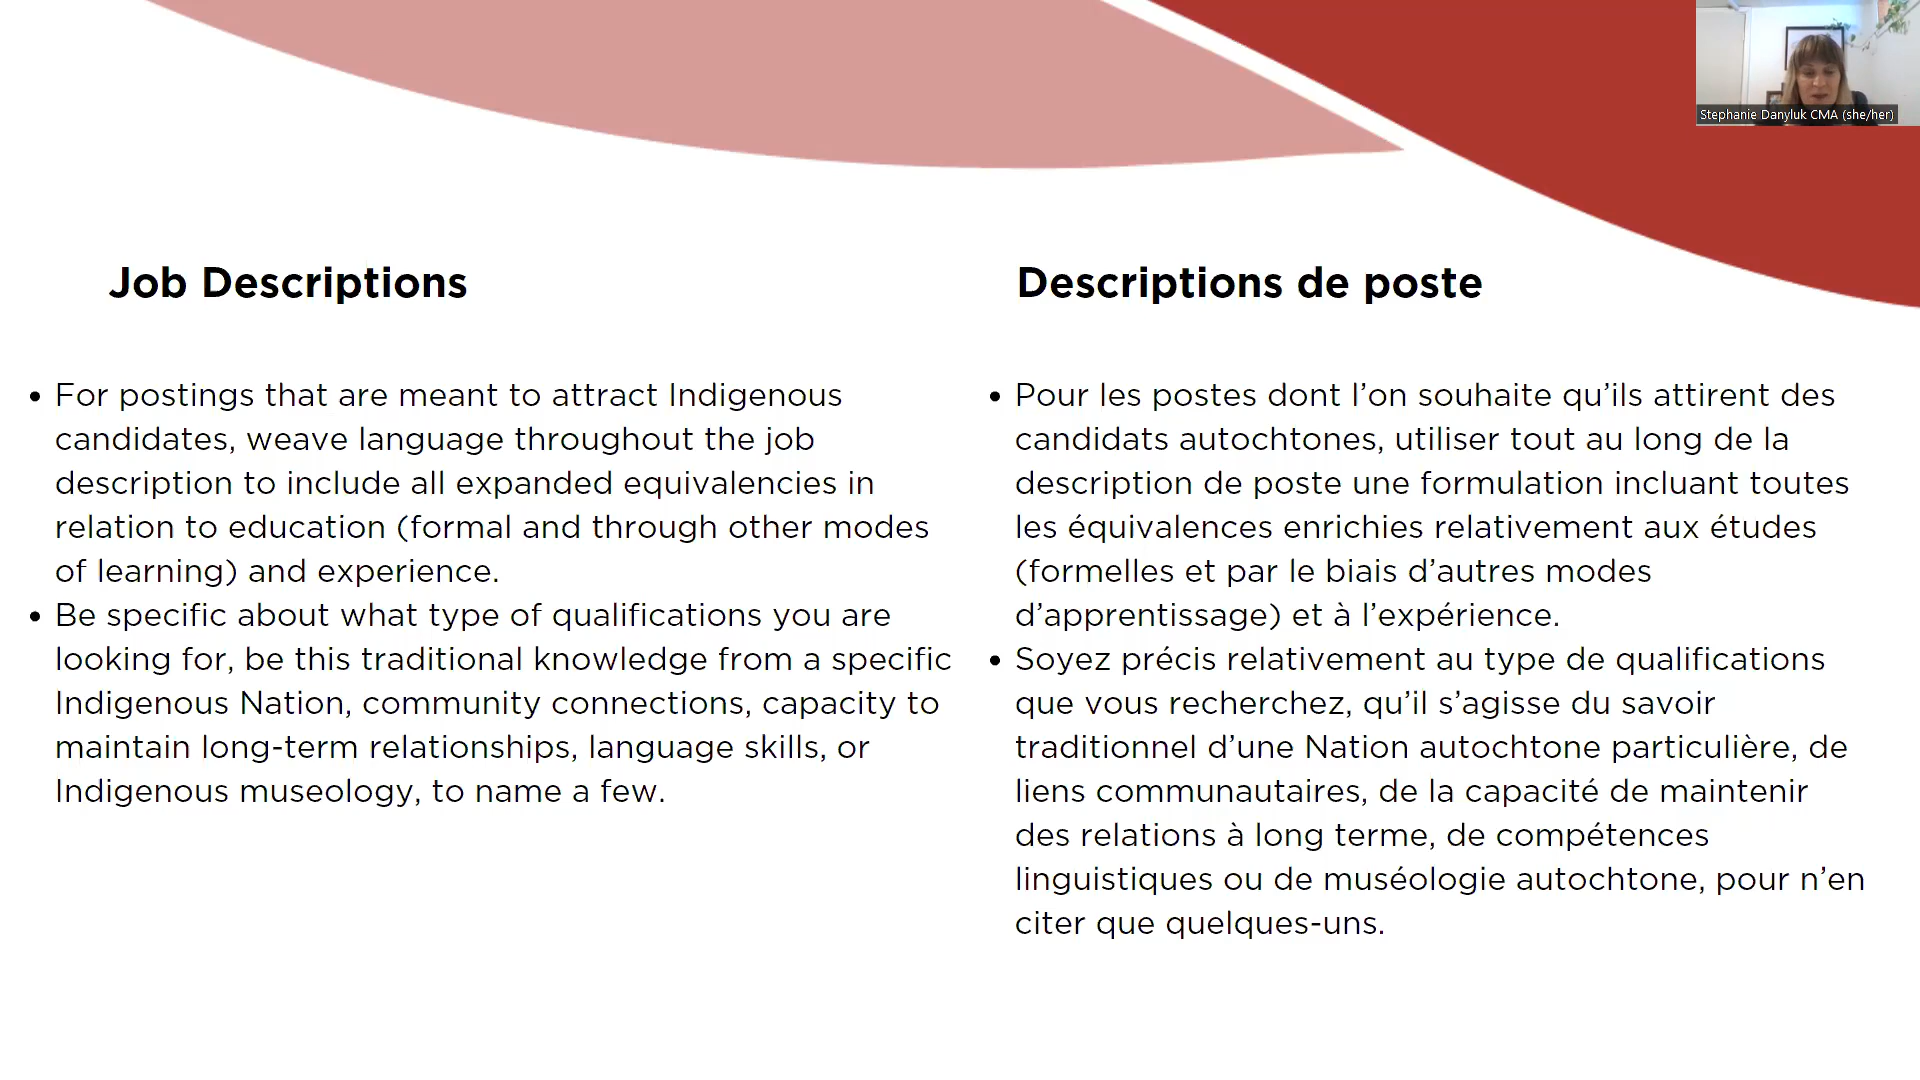 Stephanie Danyluk CMA (she/her)
Job Descriptions
• For postings that are meant to attract Indigenous
candidates, weave language throughout the job
description to include all expanded equivalencies in
relation to education (formal and through other modes
of learning) and experience.
• Be specific about what type of qualifications you are
looking for, be this traditional knowledge from a specific
Indigenous Nation, community connections, capacity to
maintain long-term relationships, language skills, or
Indigenous museology, to name a few.
Descriptions de poste
• Pour les postes dont l’on souhaite qu’ils attirent des
candidats autochtones, utiliser tout au long de la
description de poste une formulation incluant toutes
les équivalences enrichies relativement aux études
(formelles et par le biais d’autres modes
d’apprentissage) et à l’expérience.
• Soyez précis relativement au type de qualifications
que vous recherchez, qu’il s’agisse du savoir
traditionnel d’une Nation autochtone particulière, de
liens communautaires, de la capacité de maintenir
des relations à long terme, de compétences
linguistiques ou de muséologie autochtone, pour n’en
citer que quelques-uns.